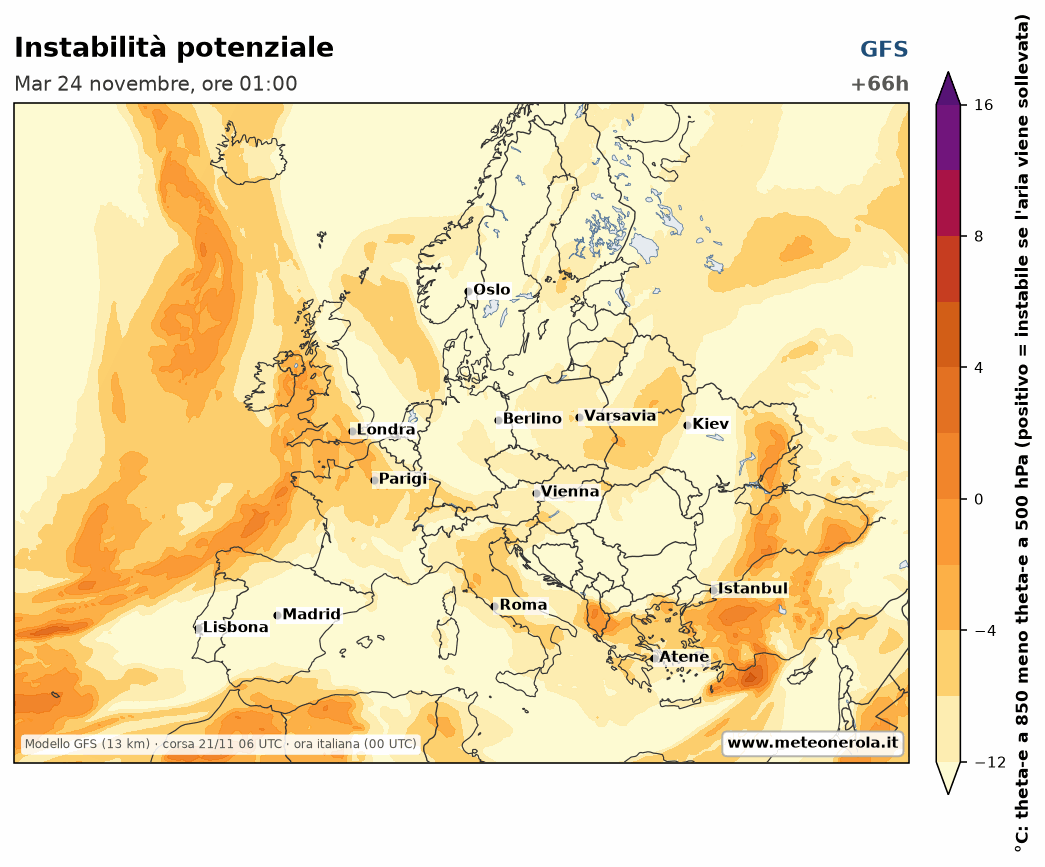 Instabilità potenziale
GFS
Mar 24 novembre, ore 01:00
+66h
Oslo
Berlino
Varsavia
Kiev
Londra
Parigi
Vienna
Istanbul
Roma
Madrid
Lisbona
Atene
Modello GFS (13 km) · corsa 21/11 06 UTC · ora italiana (00 UTC)
www.meteonerola.it
16
8
4
0
−4
−12
°C: theta-e a 850 meno theta-e a 500 hPa (positivo = instabile se l'aria viene sollevata)